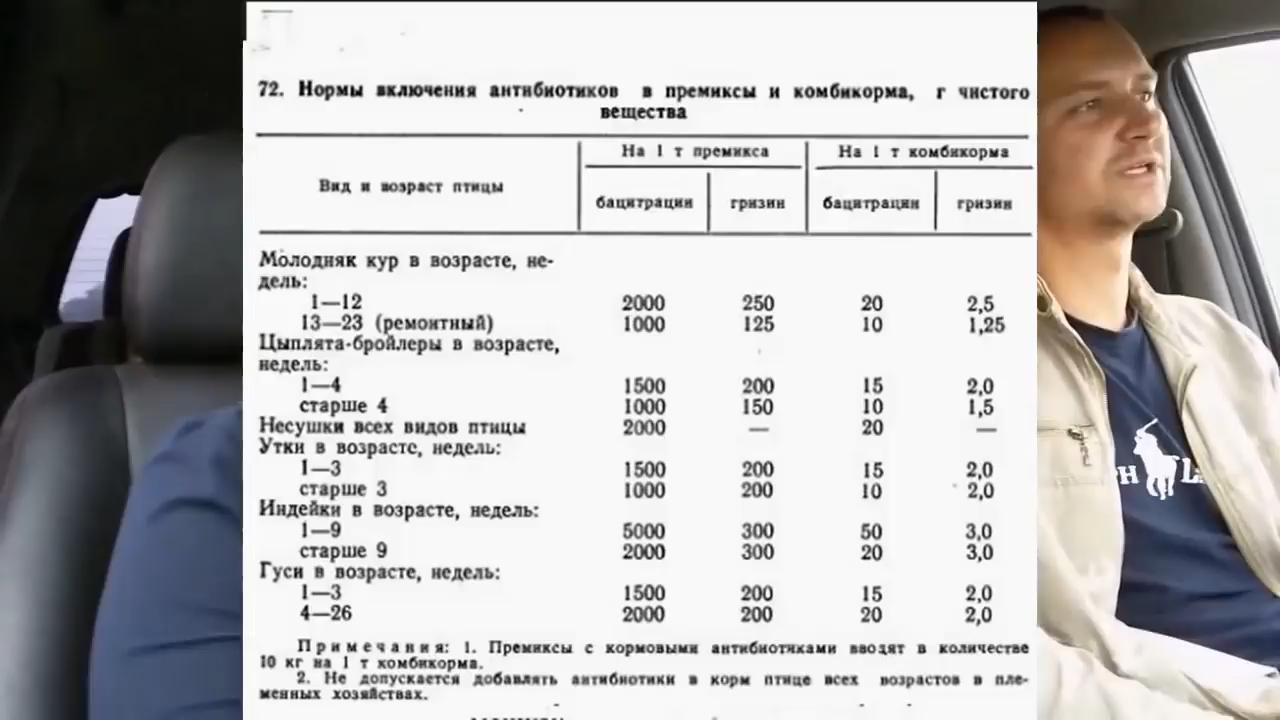 72. Нормы включения антибиотиков в премиксы и комбикорма, г чистого
вещества
Вид и возраст птицы
На 1 т премикса
На 1 т комбикорма
бацитрацин гризин бацитрацин гризин
Молодняк кур в возрасте, не-
дель:
1—12 2000 250 20 2,5
13—23 (ремонтный) 1000 125 10 1,25
Цыплята-бройлеры в возрасте,
недель:
1—4 1500 200 15 2,0
старше 4 1000 150 10 1,5
Несушки всех видов птицы 2000 — 20 —
Утки в возрасте, недель:
1—3 1500 200 15 2,0
старше 3 1000 200 10 2,0
Индейки в возрасте, недель:
1—9 5000 300 50 3,0
старше 9 2000 300 20 3,0
Гуси в возрасте, недель:
1—3 1500 200 15 2,0
4—26 2000 200 20 2,0
Примечания: 1. Премиксы с кормовыми антибиотиками вводят в количестве
10 кг на 1 т комбикорма.
2. Не допускается добавлять антибиотики в корм птице всех возрастов в пле-
менных хозяйствах.